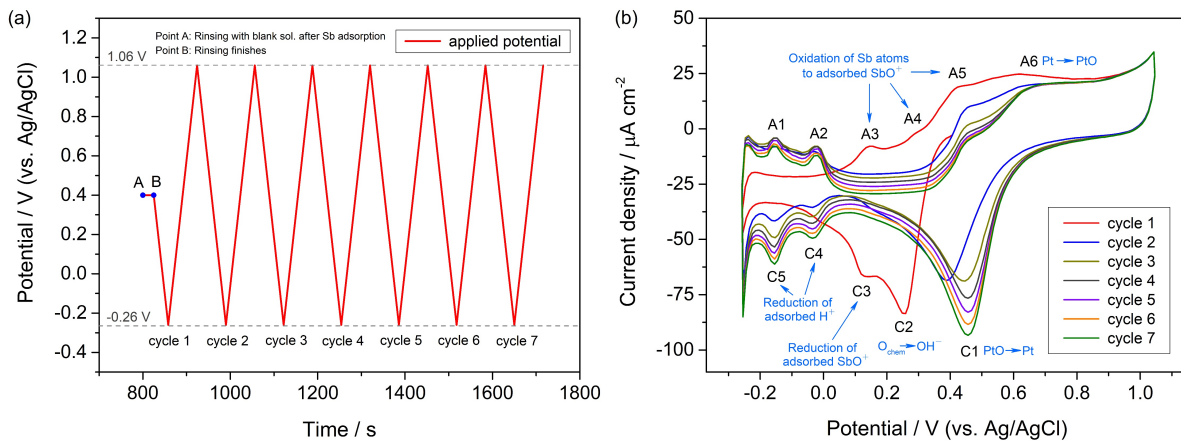 (a)
Point A: Rinsing with blank sol. after Sb adsorption
Point B: Rinsing finishes
applied potential
1.06 V
-0.26 V
A B
cycle 1 cycle 2 cycle 3 cycle 4 cycle 5 cycle 6 cycle 7
1.2
1.0
0.8
0.6
0.4
0.2
0.0
-0.2
-0.4
Potential / V (vs. Ag/AgCl)
800 1000 1200 1400 1600 1800
Time / s
(b)
Oxidation of Sb atoms
to adsorbed SbO⁺
A6 Pt → PtO
A5
A4
A3
A1
A2
C5
C4
Reduction of
adsorbed H⁺
C3
C2
Reduction of
adsorbed SbO⁺
Ochem → OH⁻
C1 PtO → Pt
cycle 1
cycle 2
cycle 3
cycle 4
cycle 5
cycle 6
cycle 7
50
25
0
-25
-50
-75
-100
Current density / μA cm⁻²
-0.2 0.0 0.2 0.4 0.6 0.8 1.0
Potential / V (vs. Ag/AgCl)